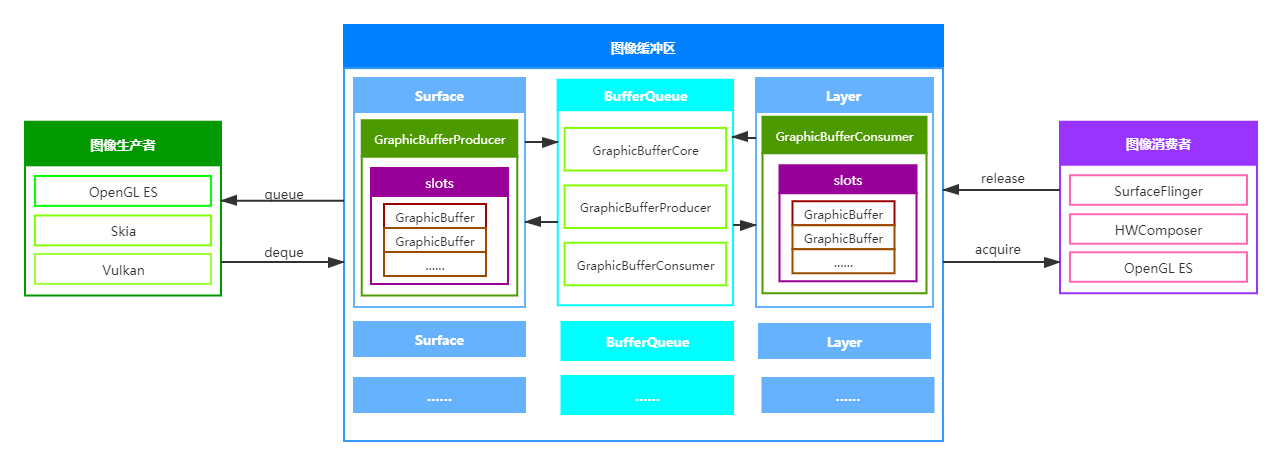 图像缓冲区
图像生产者
OpenGL ES
Skia
Vulkan
queue
deque
Surface
GraphicBufferProducer
slots
GraphicBuffer
GraphicBuffer
......
BufferQueue
GraphicBufferCore
GraphicBufferProducer
GraphicBufferConsumer
Layer
GraphicBufferConsumer
slots
GraphicBuffer
GraphicBuffer
......
Surface
BufferQueue
Layer
......
......
......
release
acquire
图像消费者
SurfaceFlinger
HWComposer
OpenGL ES